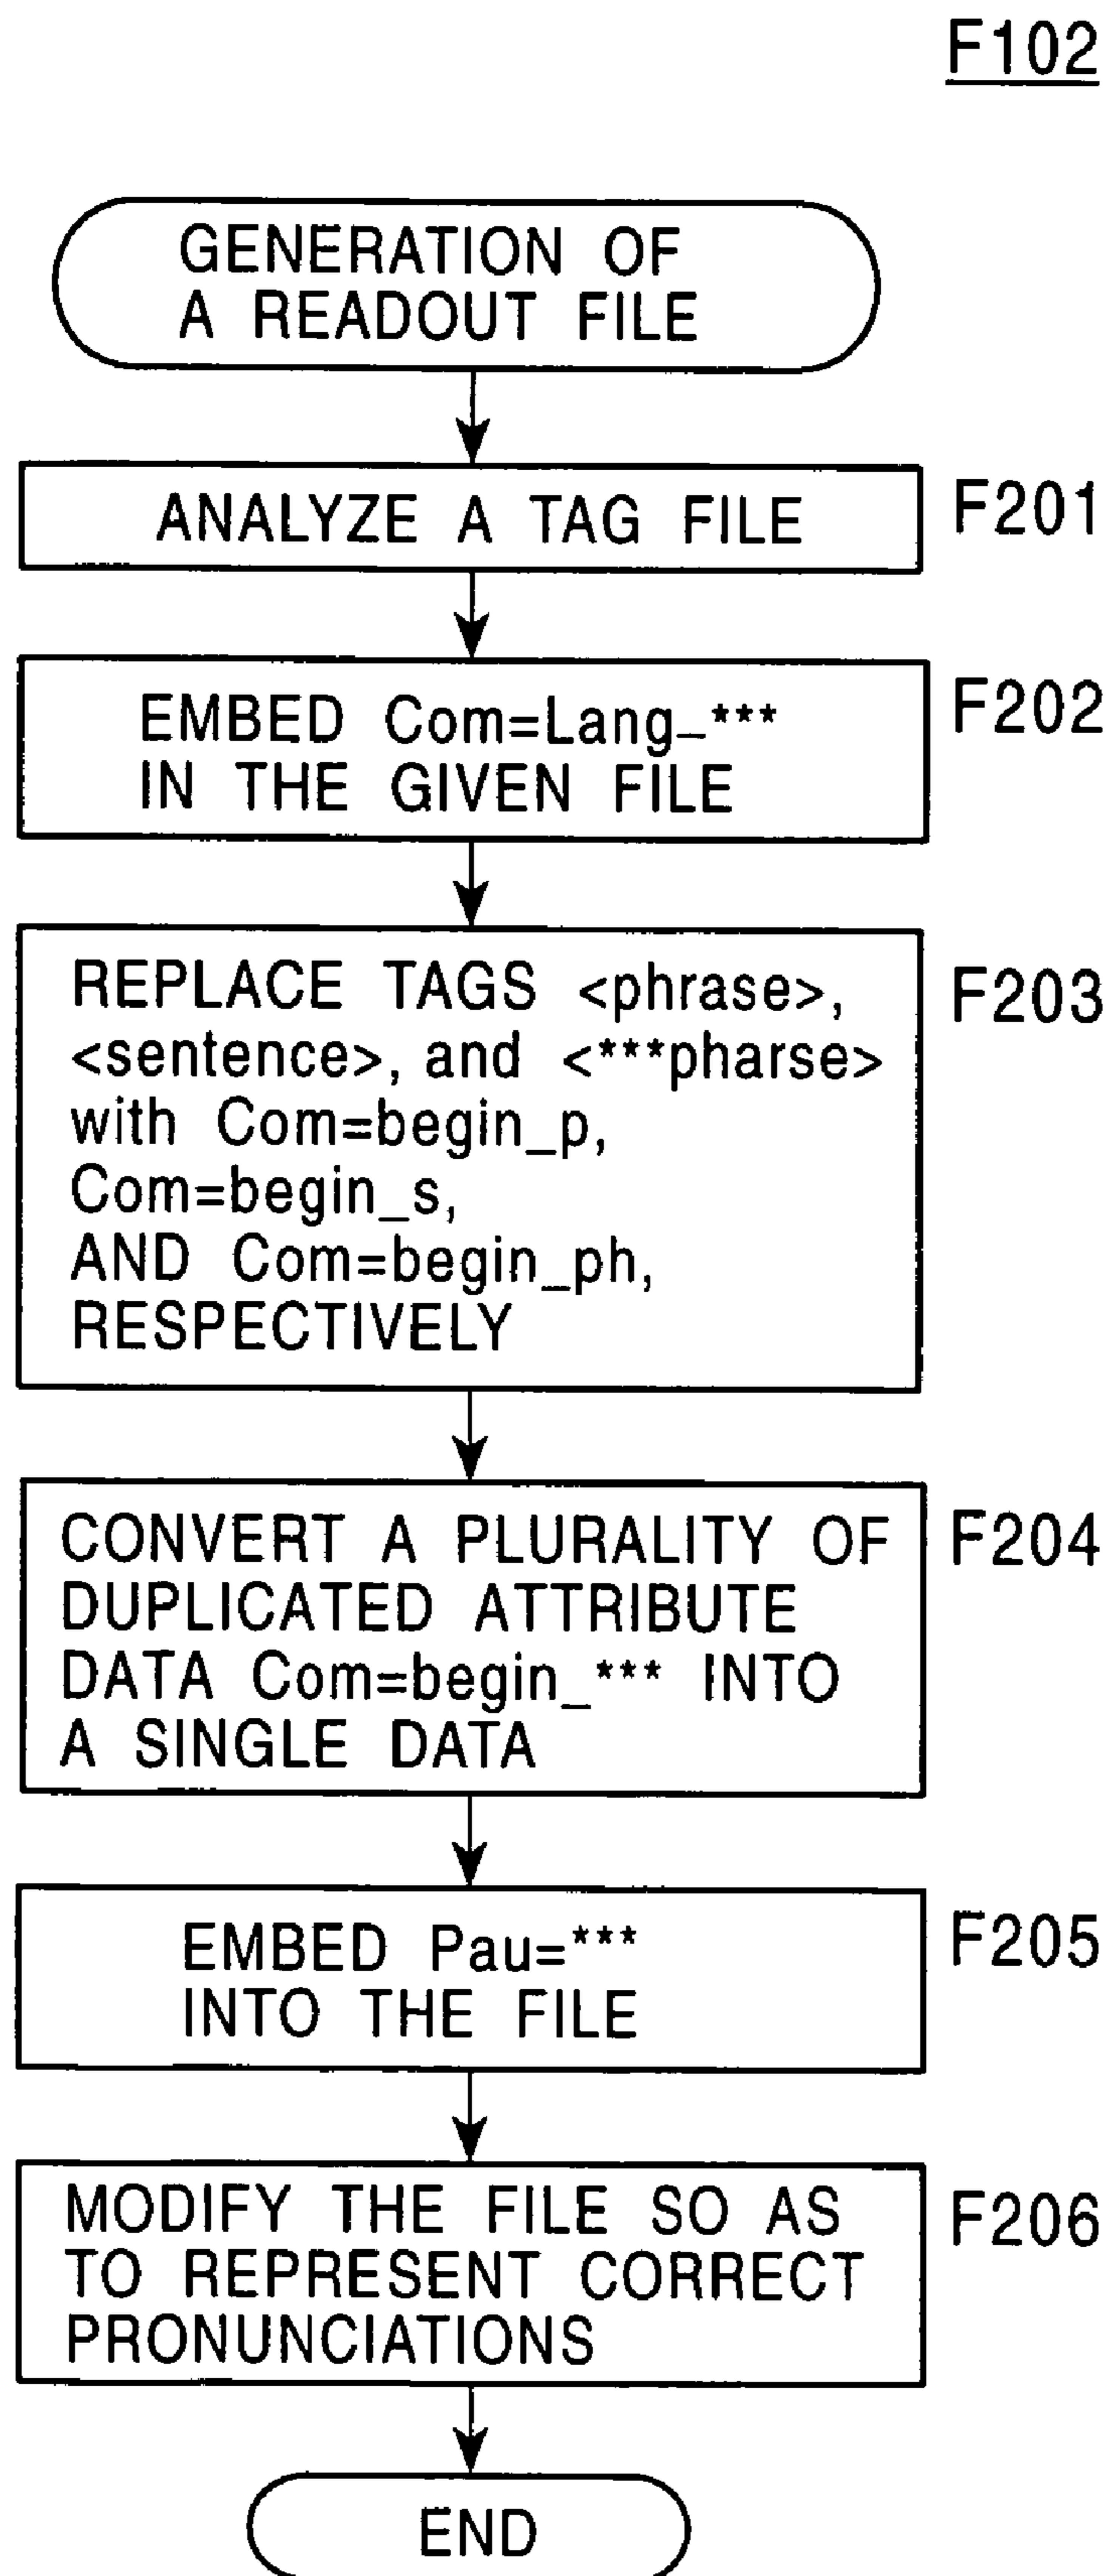 F102
GENERATION OF
A READOUT FILE
ANALYZE A TAG FILE
F201
EMBED Com=Lang_***
IN THE GIVEN FILE
F202
REPLACE TAGS <phrase>,
<sentence>, and <***pharse>
with Com=begin_p,
Com=begin_s,
AND Com=begin_ph,
RESPECTIVELY
F203
CONVERT A PLURALITY OF
DUPLICATED ATTRIBUTE
DATA Com=begin_*** INTO
A SINGLE DATA
F204
EMBED Pau=***
INTO THE FILE
F205
MODIFY THE FILE SO AS
TO REPRESENT CORRECT
PRONUNCIATIONS
F206
END